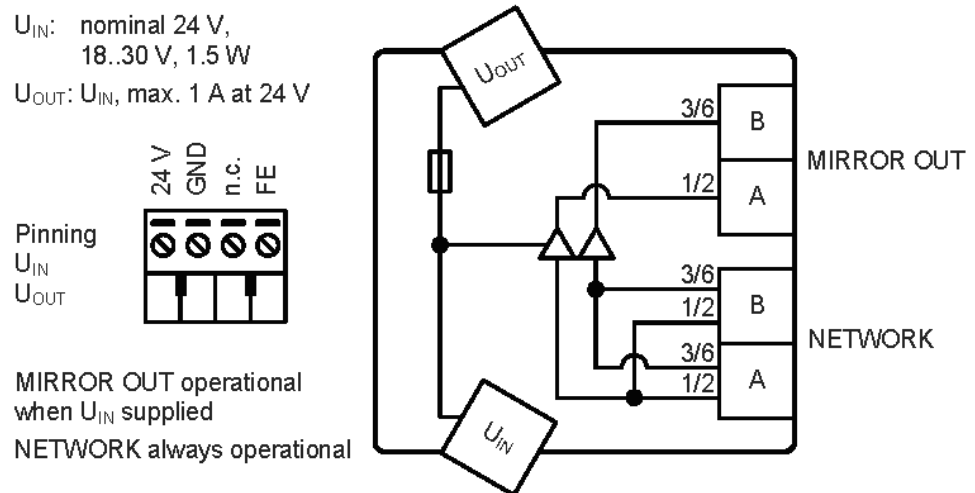 U_IN: nominal 24 V,
18..30 V, 1.5 W
U_OUT: U_IN, max. 1 A at 24 V
24 V
GND
n.c.
FE
Pinning
U_IN
U_OUT
MIRROR OUT operational
when U_IN supplied
NETWORK always operational
U_OUT
3/6
B
MIRROR OUT
1/2
A
3/6
1/2
B
NETWORK
3/6
1/2
A
U_IN